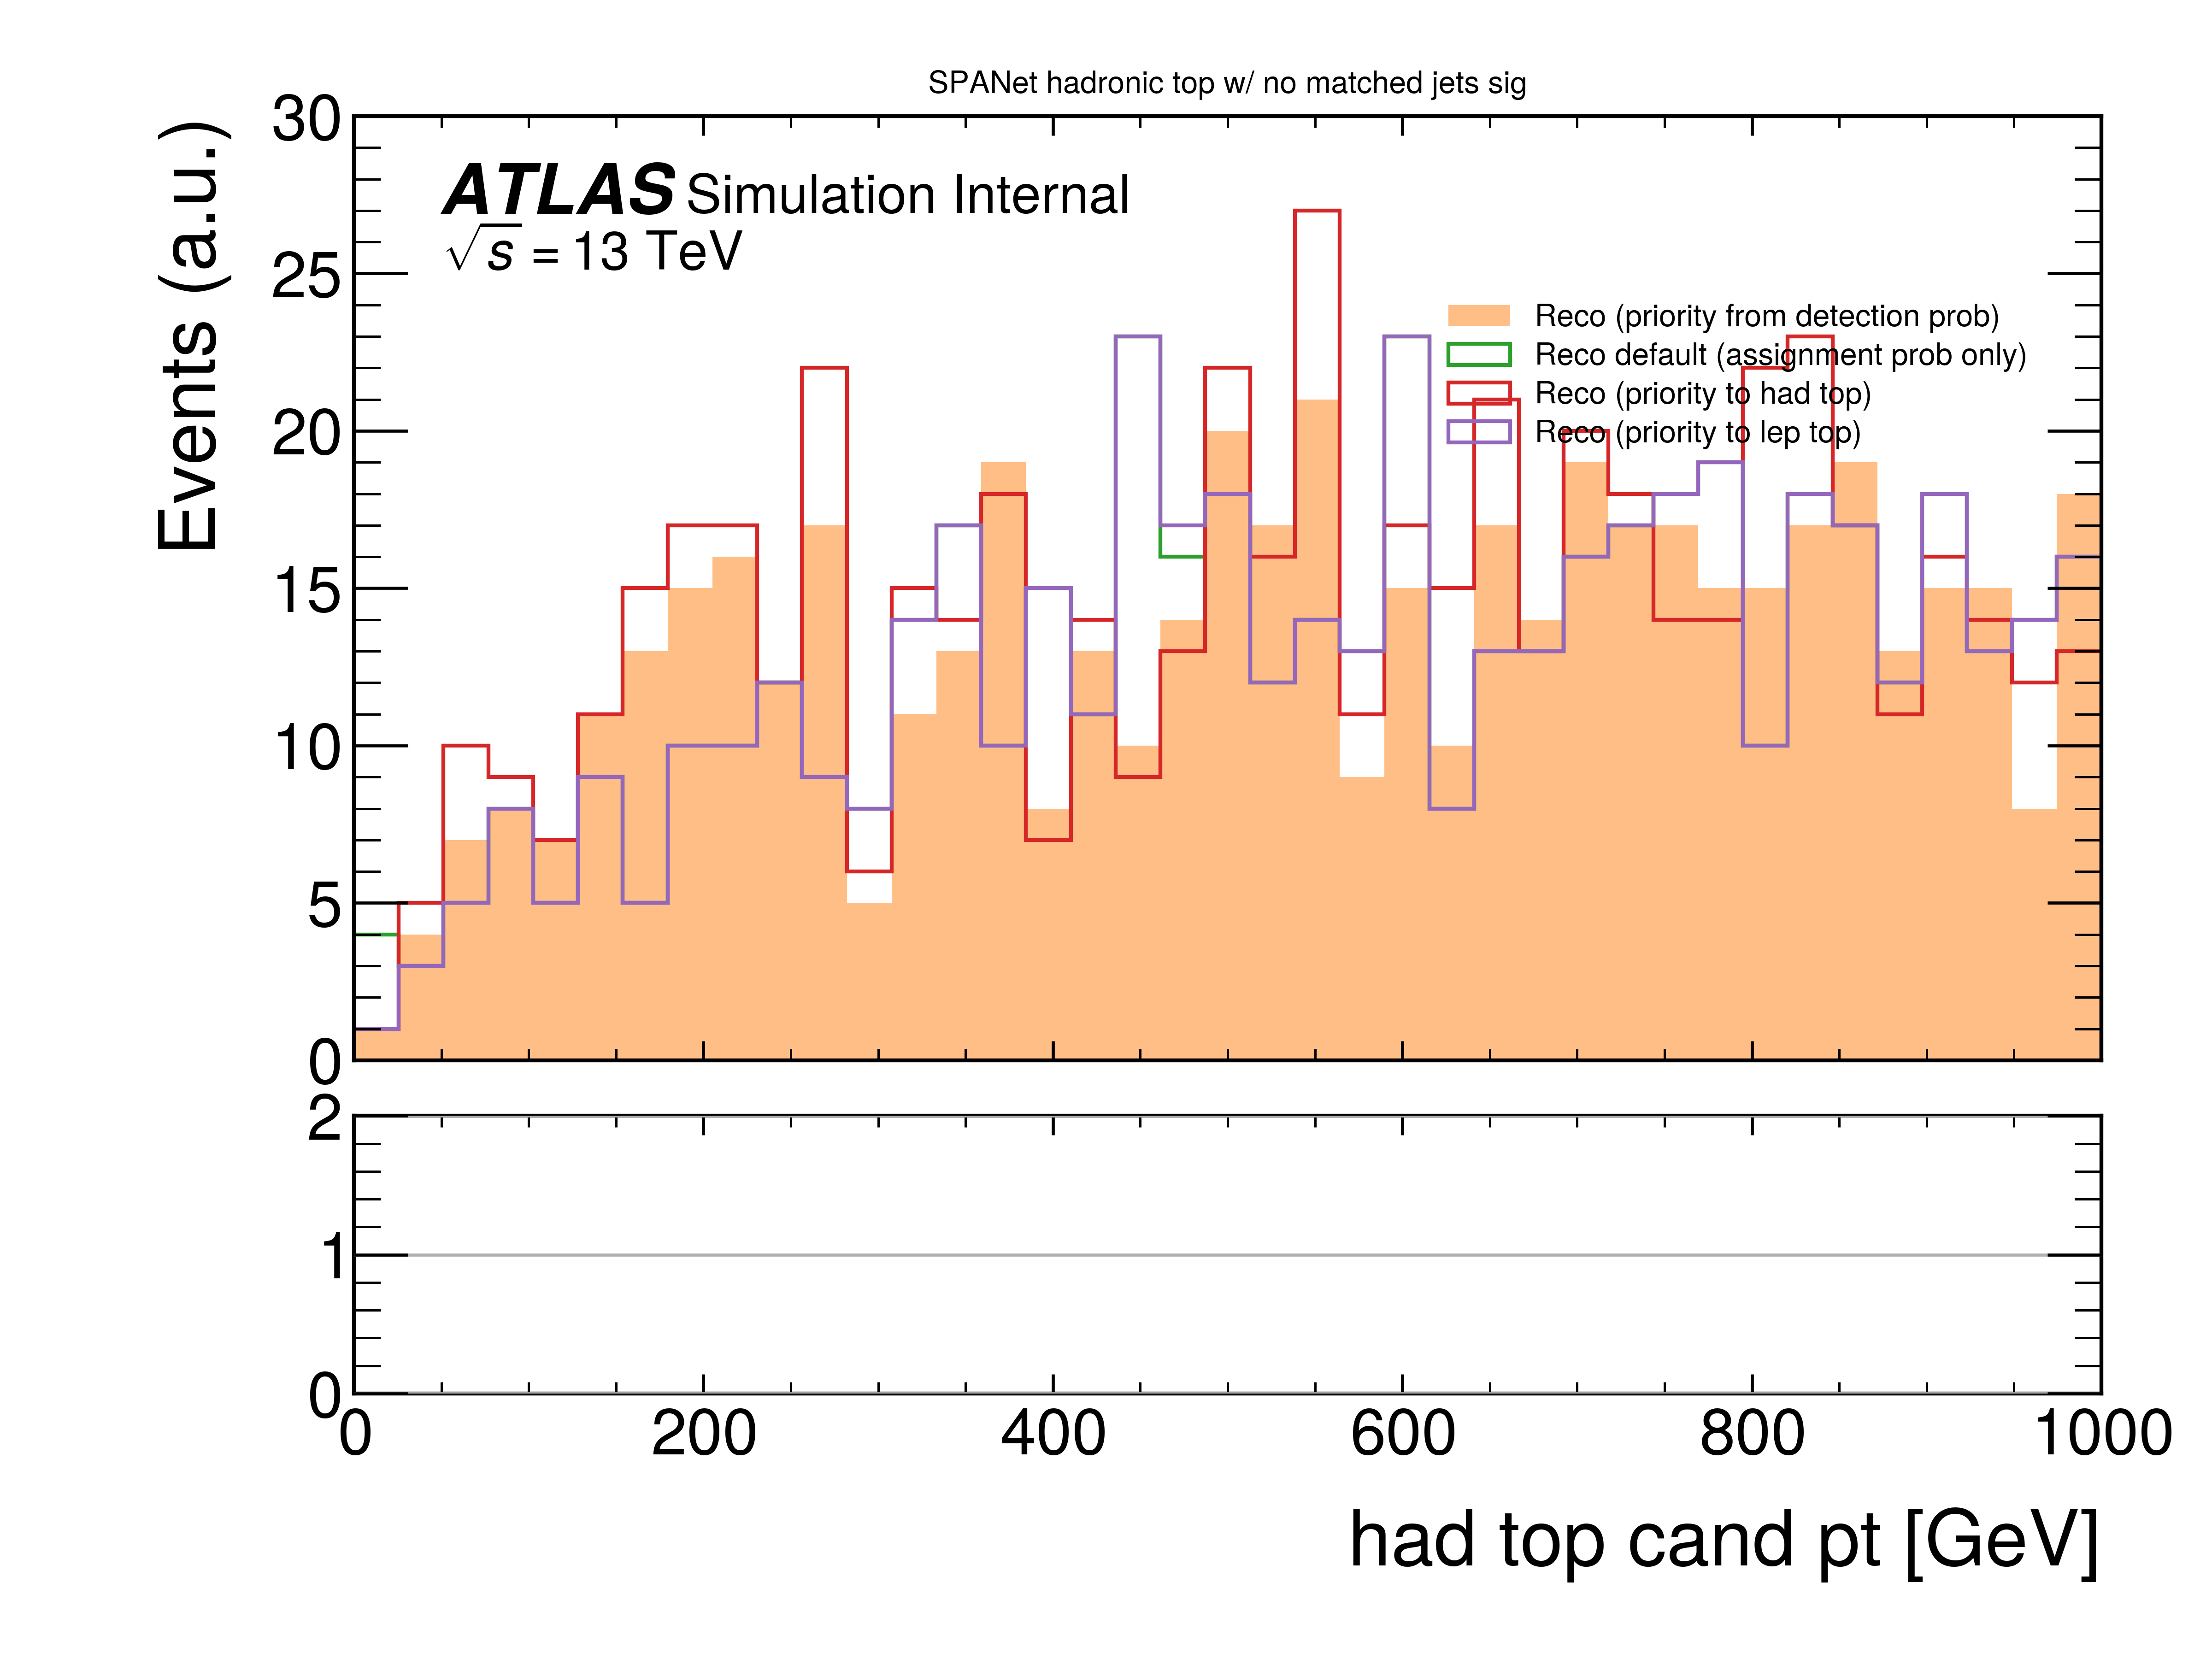 SPANet hadronic top w/ no matched jets sig
30
25
20
15
10
5
0
Events (a.u.)
ATLAS Simulation Internal
√s = 13 TeV
Reco (priority from detection prob)
Reco default (assignment prob only)
Reco (priority to had top)
Reco (priority to lep top)
2
1
0
0 200 400 600 800 1000
had top cand pt [GeV]